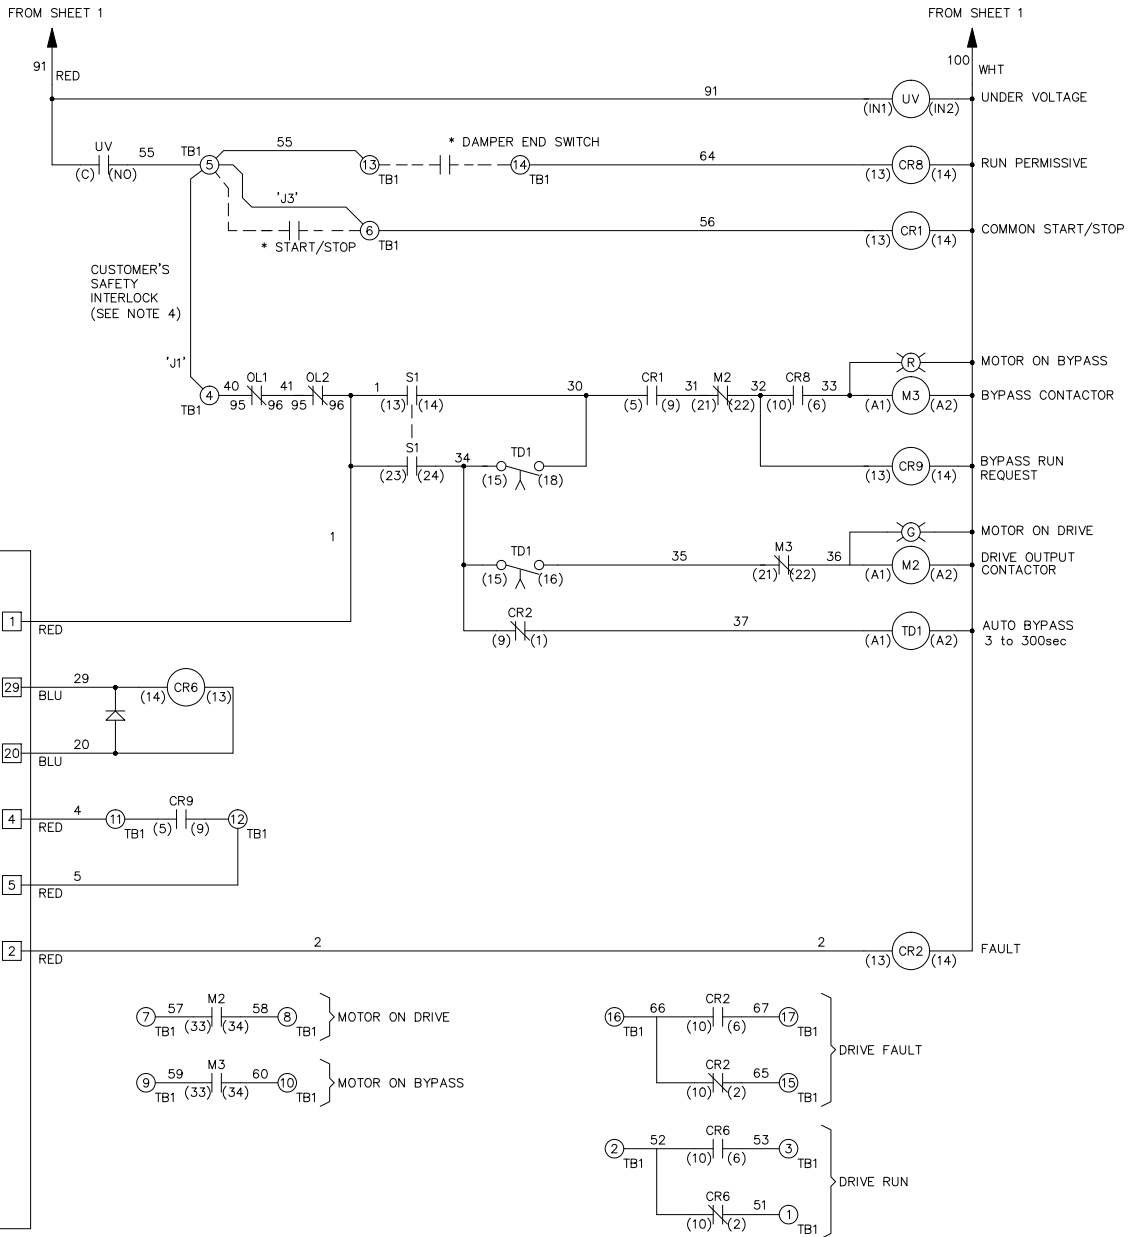 FROM SHEET 1 FROM SHEET 1
91 RED 100 WHT
91 (IN1) UV (IN2) UNDER VOLTAGE
UV (C) (NO) 55 TB1 5 55 13 TB1 * DAMPER END SWITCH 14 TB1 64 (13) CR8 (14) RUN PERMISSIVE
'J3' * START/STOP 6 TB1 56 (13) CR1 (14) COMMON START/STOP
CUSTOMER'S
SAFETY
INTERLOCK
(SEE NOTE 4)
'J1'
R MOTOR ON BYPASS
TB1 4 40 OL1 95 96 41 OL2 95 96 1 S1 (13) (14) 30 CR1 (5) (9) 31 M2 (21) (22) 32 CR8 (10) (6) 33 (A1) M3 (A2) BYPASS CONTACTOR
S1 (23) (24) 34 TD1 (15) (18) (13) CR9 (14) BYPASS RUN
REQUEST
1
G MOTOR ON DRIVE
TD1 (15) (16) 35 M3 (21) (22) 36 (A1) M2 (A2) DRIVE OUTPUT
CONTACTOR
1 RED CR2 (9) (1) 37 (A1) TD1 (A2) AUTO BYPASS
3 to 300sec
29 BLU 29 (14) CR6 (13)
20 BLU 20
4 RED 4 11 TB1 CR9 (5) (9) 12 TB1
5 RED 5
2 RED 2 2 (13) CR2 (14) FAULT
7 TB1 57 M2 (33) (34) 58 8 TB1 MOTOR ON DRIVE
9 TB1 59 M3 (33) (34) 60 10 TB1 MOTOR ON BYPASS
16 TB1 66 CR2 (10) (6) 67 17 TB1
DRIVE FAULT
CR2 (10) (2) 65 15 TB1
2 TB1 52 CR6 (10) (6) 53 3 TB1
DRIVE RUN
CR6 (10) (2) 51 1 TB1